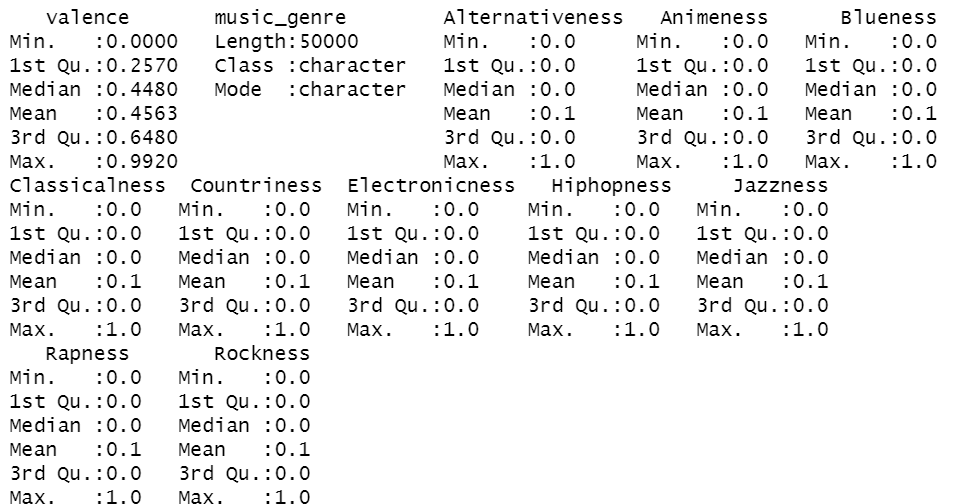 valence music_genre Alternativeness Animeness Blueness
Min. :0.0000 Length:50000 Min. :0.0 Min. :0.0 Min. :0.0
1st Qu.:0.2570 Class :character 1st Qu.:0.0 1st Qu.:0.0 1st Qu.:0.0
Median :0.4480 Mode :character Median :0.0 Median :0.0 Median :0.0
Mean :0.4563 Mean :0.1 Mean :0.1 Mean :0.1
3rd Qu.:0.6480 3rd Qu.:0.0 3rd Qu.:0.0 3rd Qu.:0.0
Max. :0.9920 Max. :1.0 Max. :1.0 Max. :1.0
Classicalness Countriness Electronicness Hiphopness Jazzness
Min. :0.0 Min. :0.0 Min. :0.0 Min. :0.0 Min. :0.0
1st Qu.:0.0 1st Qu.:0.0 1st Qu.:0.0 1st Qu.:0.0 1st Qu.:0.0
Median :0.0 Median :0.0 Median :0.0 Median :0.0 Median :0.0
Mean :0.1 Mean :0.1 Mean :0.1 Mean :0.1 Mean :0.1
3rd Qu.:0.0 3rd Qu.:0.0 3rd Qu.:0.0 3rd Qu.:0.0 3rd Qu.:0.0
Max. :1.0 Max. :1.0 Max. :1.0 Max. :1.0 Max. :1.0
Rapness Rockness
Min. :0.0 Min. :0.0
1st Qu.:0.0 1st Qu.:0.0
Median :0.0 Median :0.0
Mean :0.1 Mean :0.1
3rd Qu.:0.0 3rd Qu.:0.0
Max. :1.0 Max. :1.0